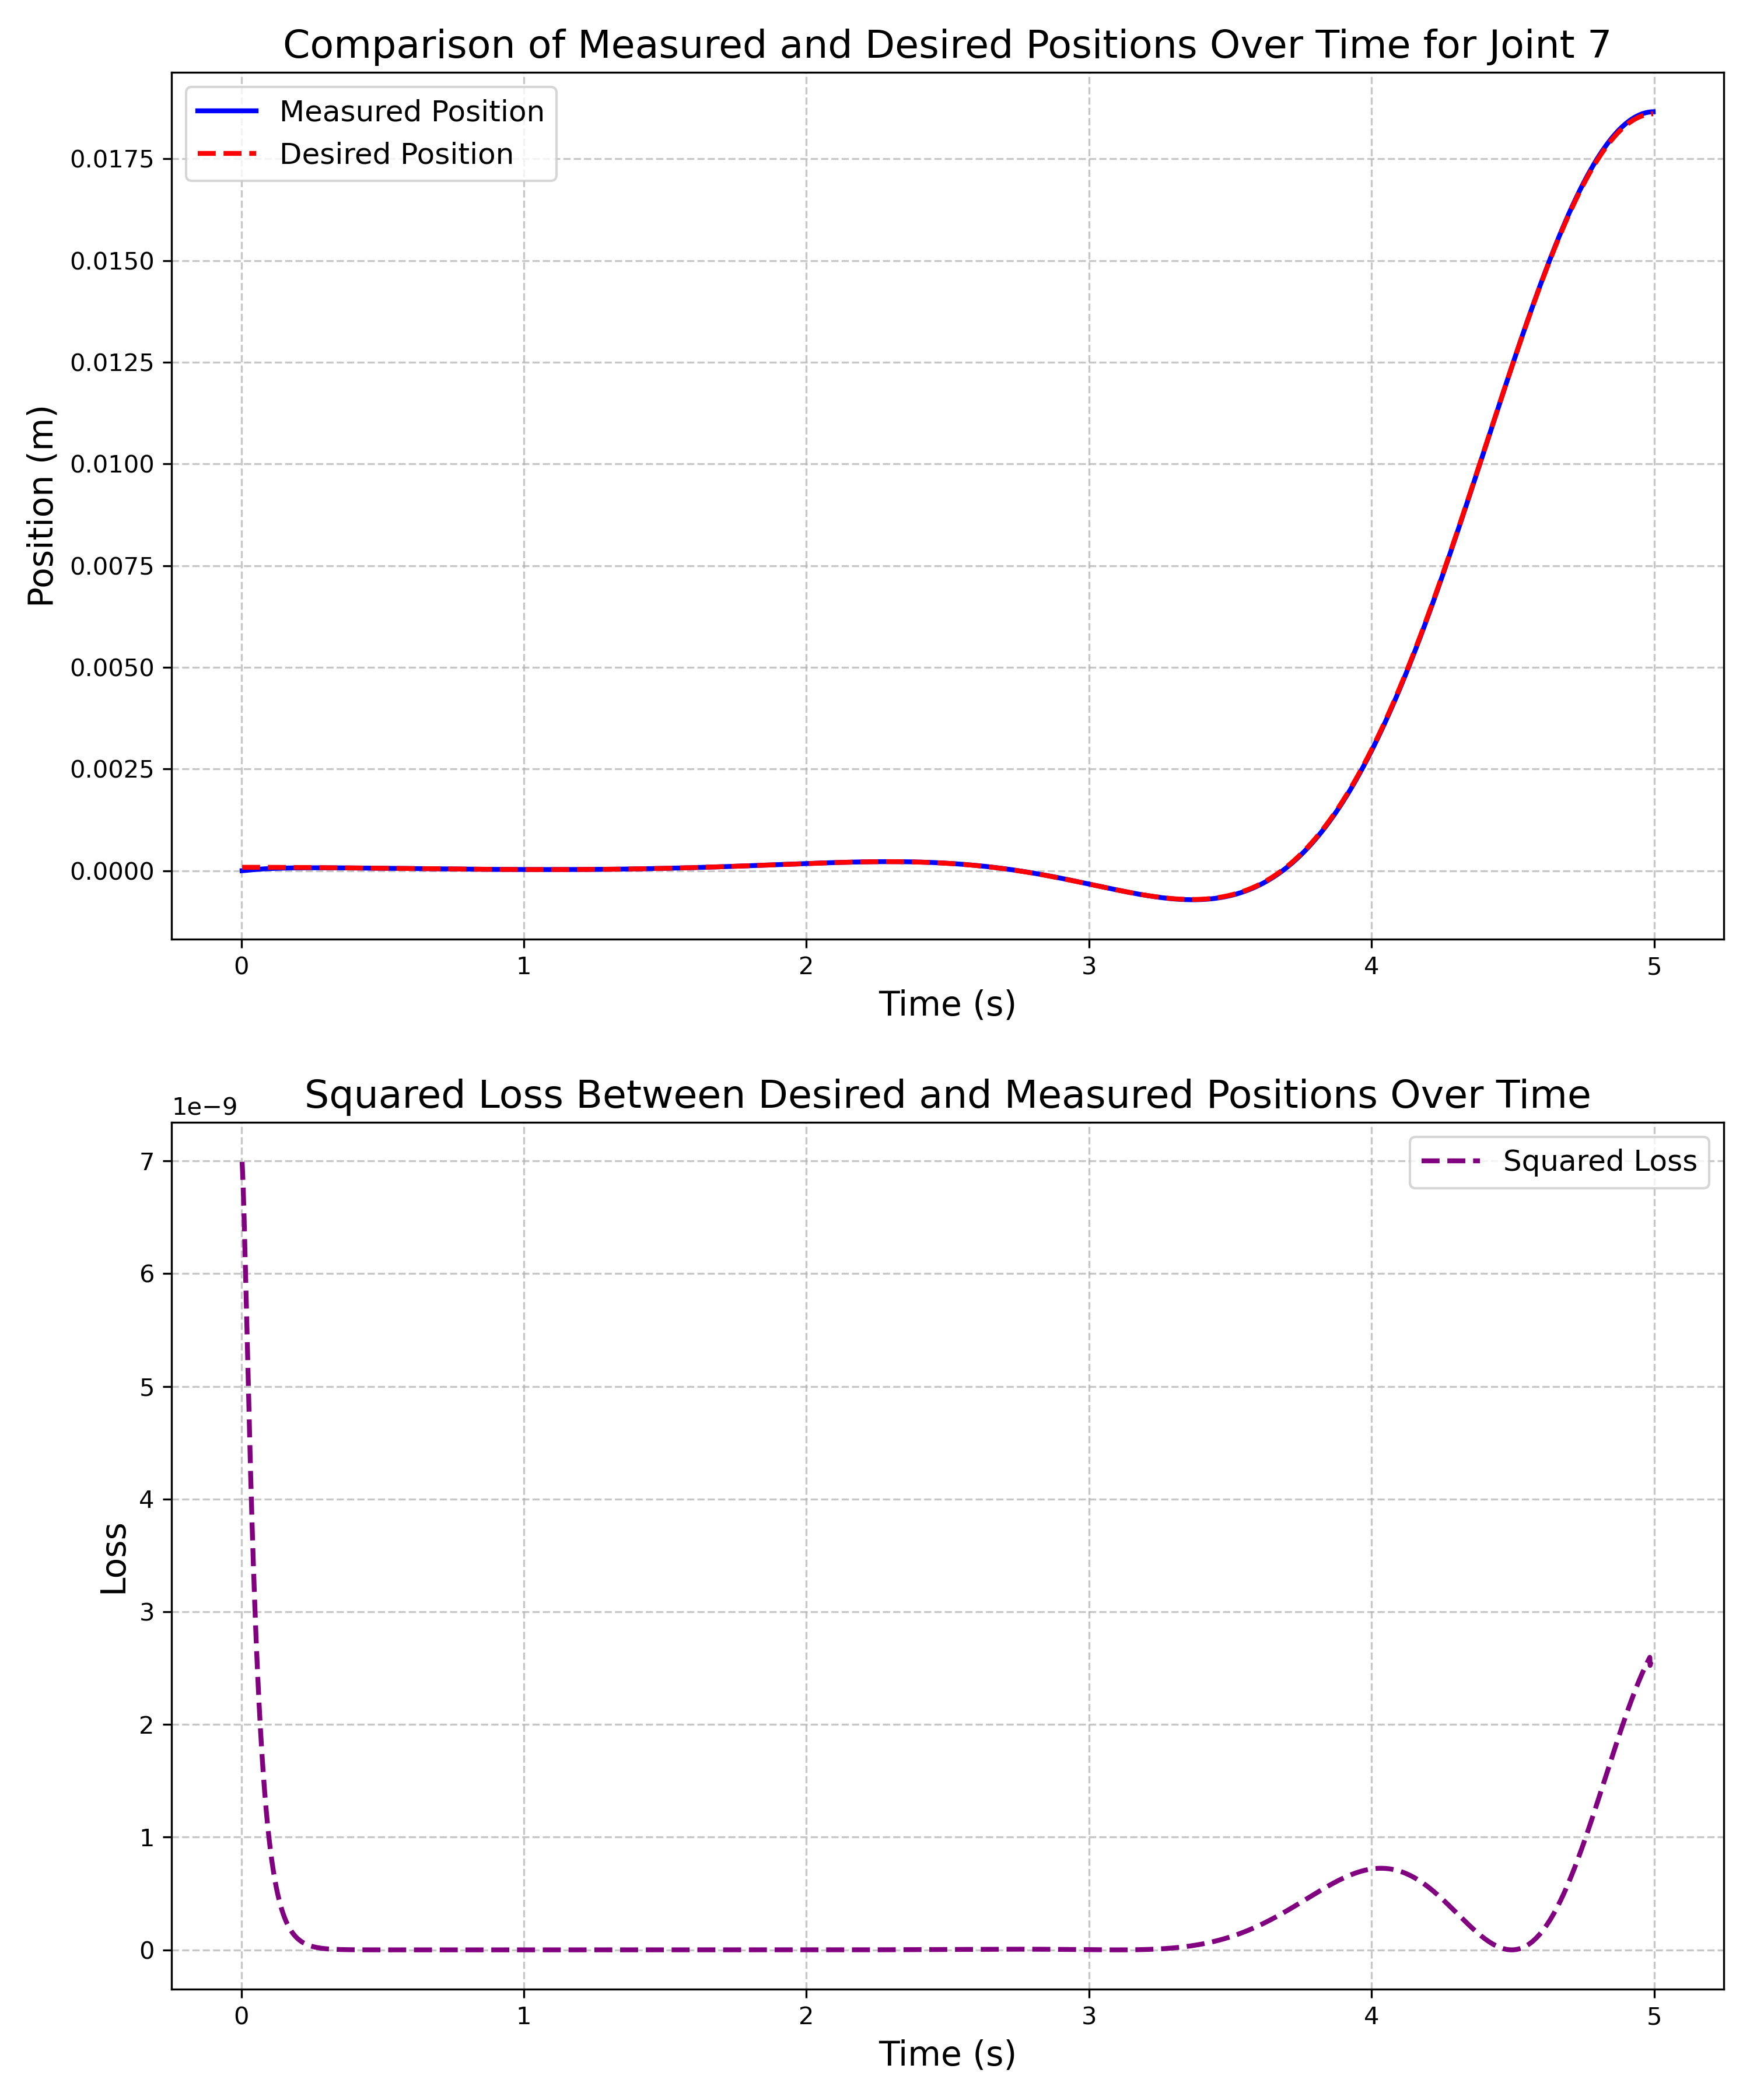 Comparison of Measured and Desired Positions Over Time for Joint 7
Measured Position
Desired Position
0.0175
0.0150
0.0125
0.0100
0.0075
0.0050
0.0025
0.0000
Position (m)
0 1 2 3 4 5
Time (s)
Squared Loss Between Desired and Measured Positions Over Time
1e−9
Squared Loss
7
6
5
4
3
2
1
0
Loss
0 1 2 3 4 5
Time (s)